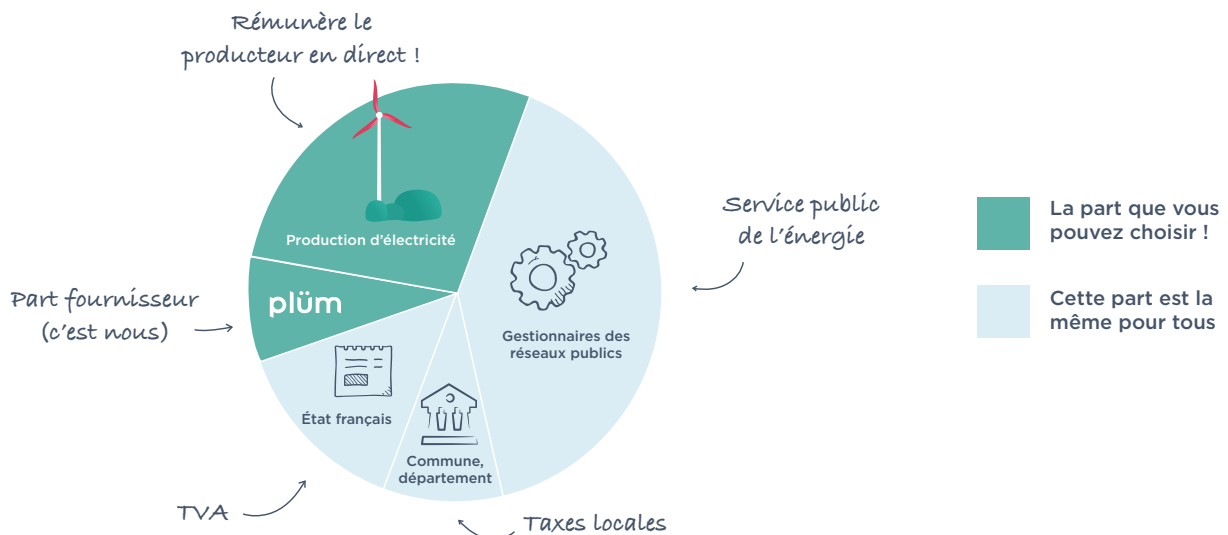 Rémunère le
producteur en direct !
Production d'électricité
plüm
Part fournisseur
(c'est nous)
État français
TVA
Commune,
département
Taxes locales
Gestionnaires des
réseaux publics
Service public
de l'énergie
La part que vous
pouvez choisir !
Cette part est la
même pour tous